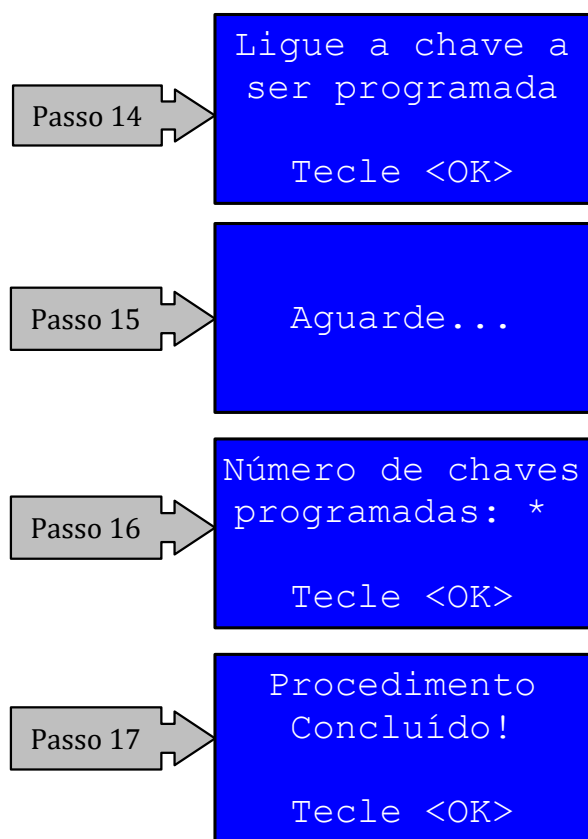 Passo 14
Ligue a chave a
ser programada
Tecle <OK>
Passo 15
Aguarde...
Passo 16
Número de chaves
programadas: *
Tecle <OK>
Passo 17
Procedimento
Concluído!
Tecle <OK>